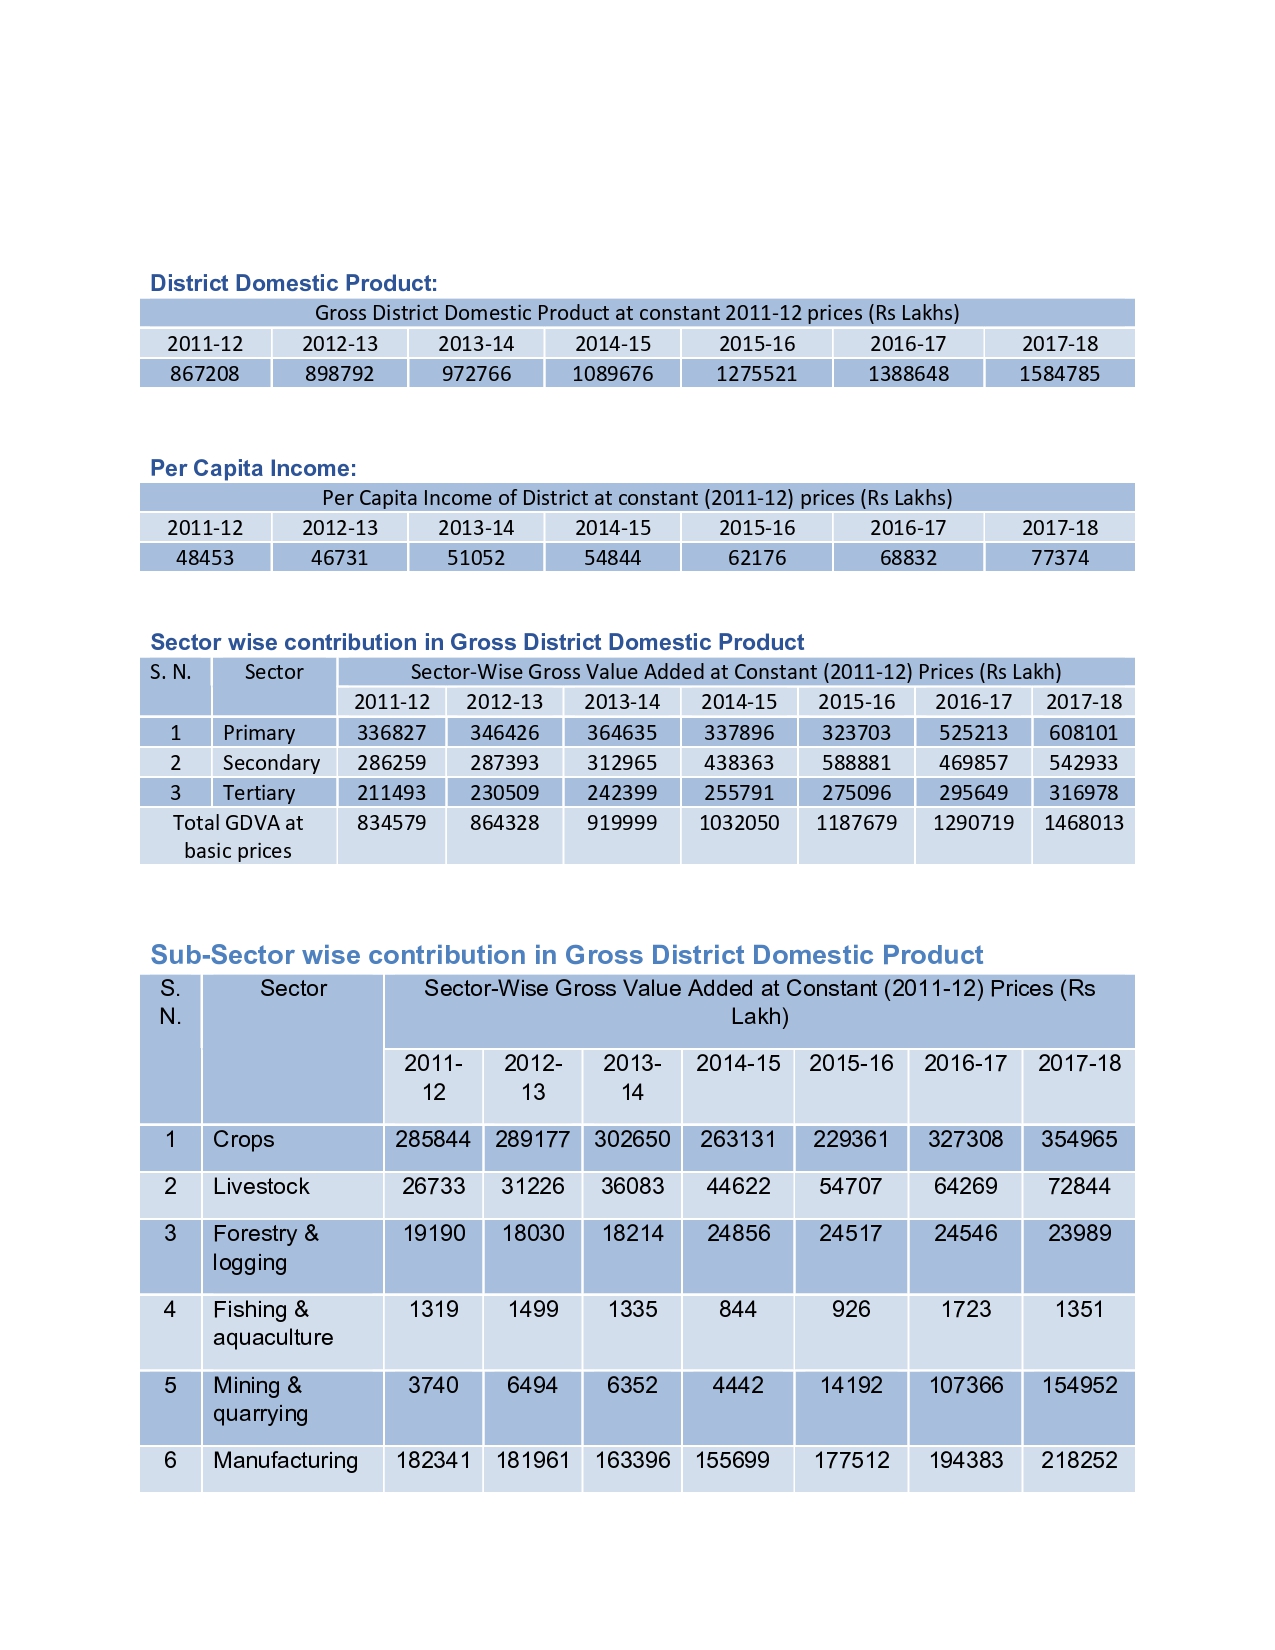 District Domestic Product:
Gross District Domestic Product at constant 2011-12 prices (Rs Lakhs)
2011-12 2012-13 2013-14 2014-15 2015-16 2016-17 2017-18
867208 898792 972766 1089676 1275521 1388648 1584785
Per Capita Income:
Per Capita Income of District at constant (2011-12) prices (Rs Lakhs)
2011-12 2012-13 2013-14 2014-15 2015-16 2016-17 2017-18
48453 46731 51052 54844 62176 68832 77374
Sector wise contribution in Gross District Domestic Product
S. N. Sector Sector-Wise Gross Value Added at Constant (2011-12) Prices (Rs Lakh)
2011-12 2012-13 2013-14 2014-15 2015-16 2016-17 2017-18
1 Primary 336827 346426 364635 337896 323703 525213 608101
2 Secondary 286259 287393 312965 438363 588881 469857 542933
3 Tertiary 211493 230509 242399 255791 275096 295649 316978
Total GDVA at 834579 864328 919999 1032050 1187679 1290719 1468013
basic prices
Sub-Sector wise contribution in Gross District Domestic Product
S. Sector Sector-Wise Gross Value Added at Constant (2011-12) Prices (Rs
N. Lakh)
2011- 2012- 2013- 2014-15 2015-16 2016-17 2017-18
12 13 14
1 Crops 285844 289177 302650 263131 229361 327308 354965
2 Livestock 26733 31226 36083 44622 54707 64269 72844
3 Forestry & 19190 18030 18214 24856 24517 24546 23989
logging
4 Fishing & 1319 1499 1335 844 926 1723 1351
aquaculture
5 Mining & 3740 6494 6352 4442 14192 107366 154952
quarrying
6 Manufacturing 182341 181961 163396 155699 177512 194383 218252